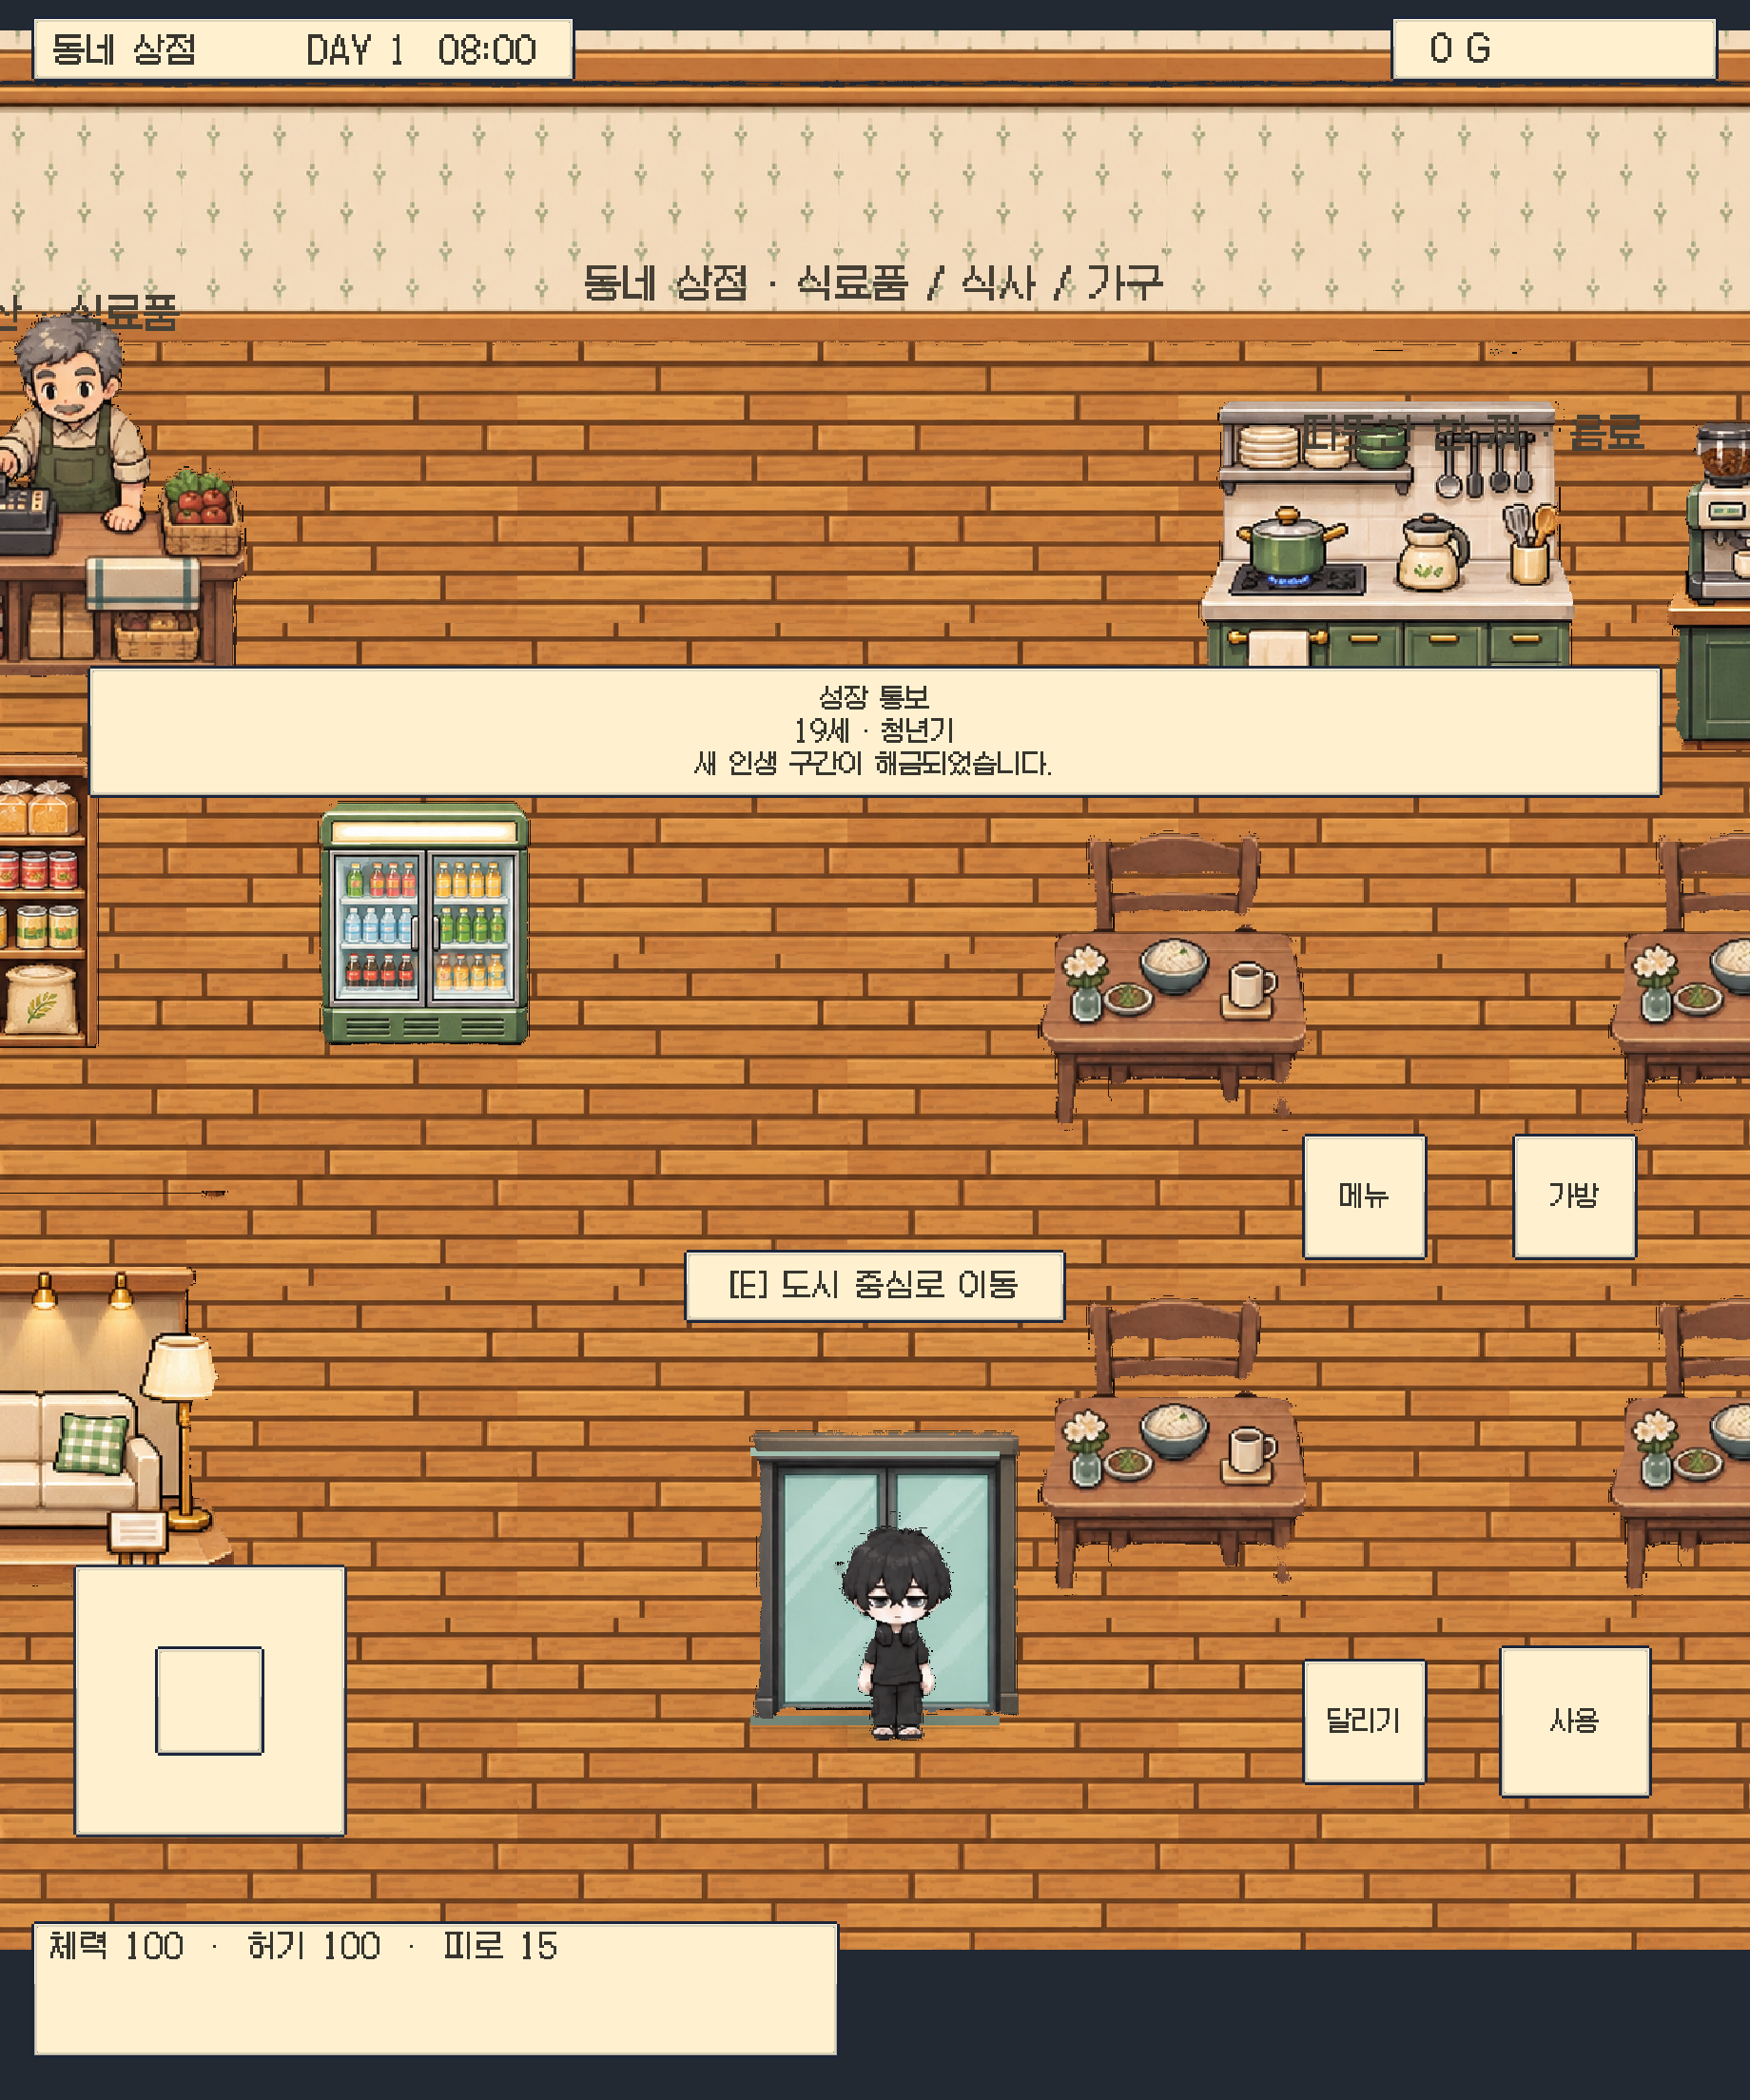 동네 상점 DAY 1 08:00
0 G
동네 상점 · 식료품 / 식사 / 가구
식료품
음료
성장 통보
19세 · 청년기
새 인생 구간이 해금되었습니다.
메뉴
가방
[E] 도시 중심로 이동
달리기
사용
체력 100 · 허기 100 · 피로 15